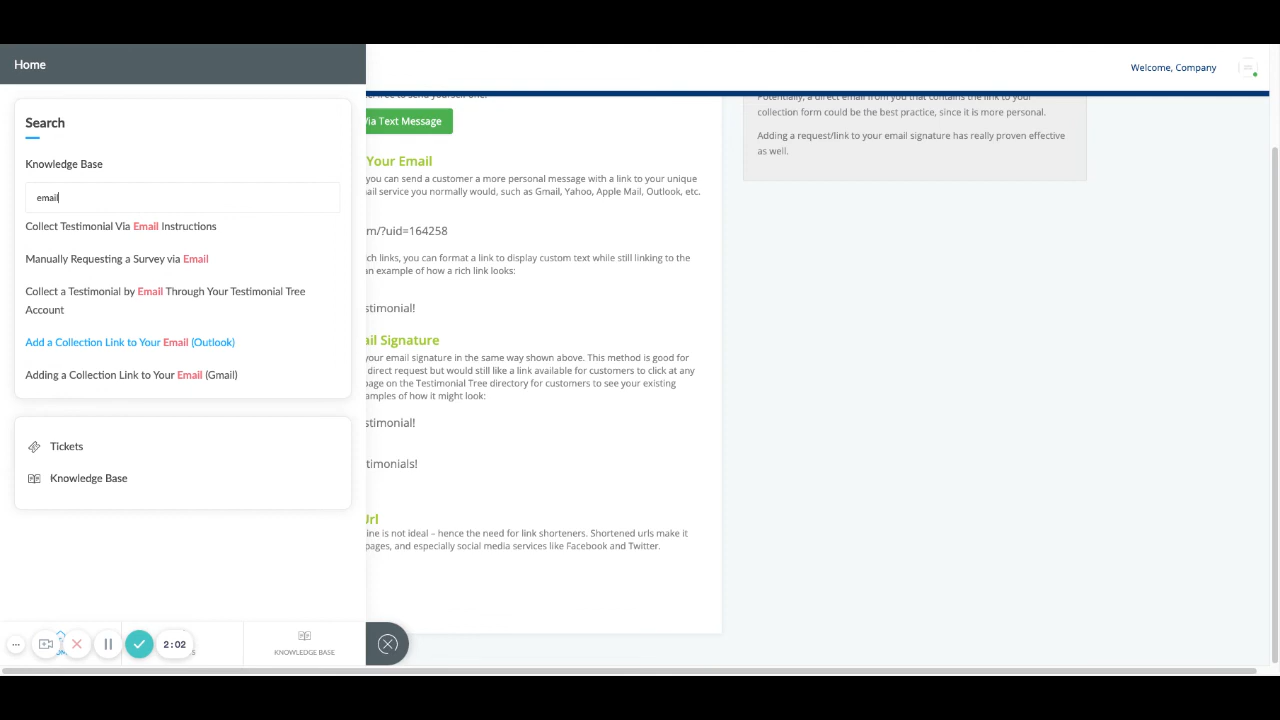 Home
Search
Knowledge Base
email
Collect Testimonial Via Email Instructions
Manually Requesting a Survey via Email
Collect a Testimonial by Email Through Your Testimonial Tree
Account
Add a Collection Link to Your Email (Outlook)
Adding a Collection Link to Your Email (Gmail)
Tickets
Knowledge Base
2:02
KNOWLEDGE BASE
Welcome, Company
Via Text Message
Your Email
you can send a customer a more personal message with a link to your unique
ail service you normally would, such as Gmail, Yahoo, Apple Mail, Outlook, etc.
m/?uid=164258
ich links, you can format a link to display custom text while still linking to the
an example of how a rich link looks:
stimonial!
ail Signature
your email signature in the same way shown above. This method is good for
direct request but would still like a link available for customers to click at any
page on the Testimonial Tree directory for customers to see your existing
amples of how it might look:
stimonial!
timonials!
Url
ine is not ideal – hence the need for link shorteners. Shortened urls make it
pages, and especially social media services like Facebook and Twitter.
Potentially, a direct email from you that contains the link to your
collection form could be the best practice, since it is more personal.
Adding a request/link to your email signature has really proven effective
as well.